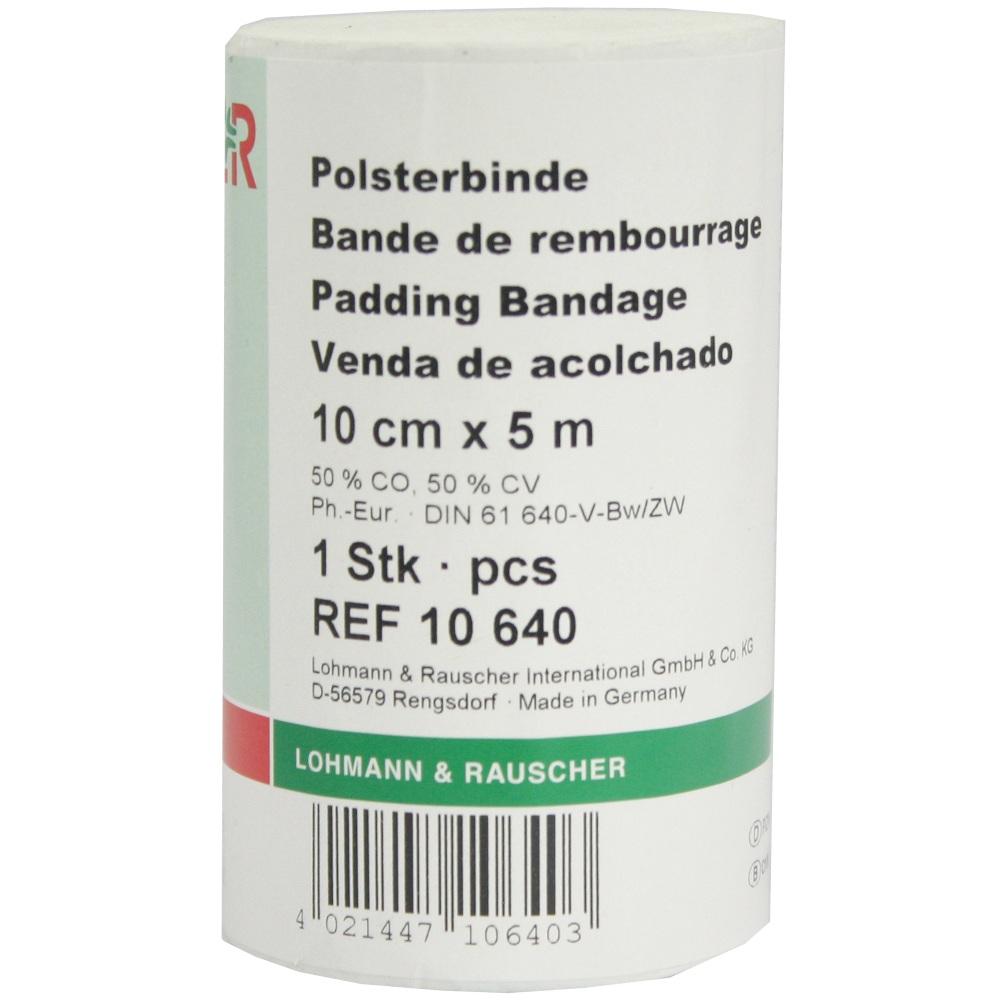 R
Polsterbinde
Bande de rembourrage
Padding Bandage
Venda de acolchado
10 cm x 5 m
50 % CO, 50 % CV
Ph.-Eur. · DIN 61 640-V-Bw/ZW
1 Stk · pcs
REF 10 640
Lohmann & Rauscher International GmbH & Co. KG
D-56579 Rengsdorf · Made in Germany
LOHMANN & RAUSCHER
4 021447 106403
D
B